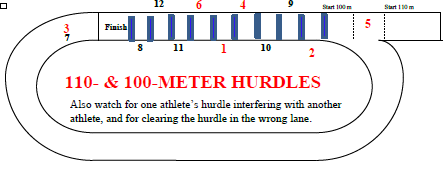 12 6 4 9 Start 100 m Start 110 m
3 Finish 5
7
8 11 1 10 2
110- & 100-METER HURDLES
Also watch for one athlete's hurdle interfering with another
athlete, and for clearing the hurdle in the wrong lane.